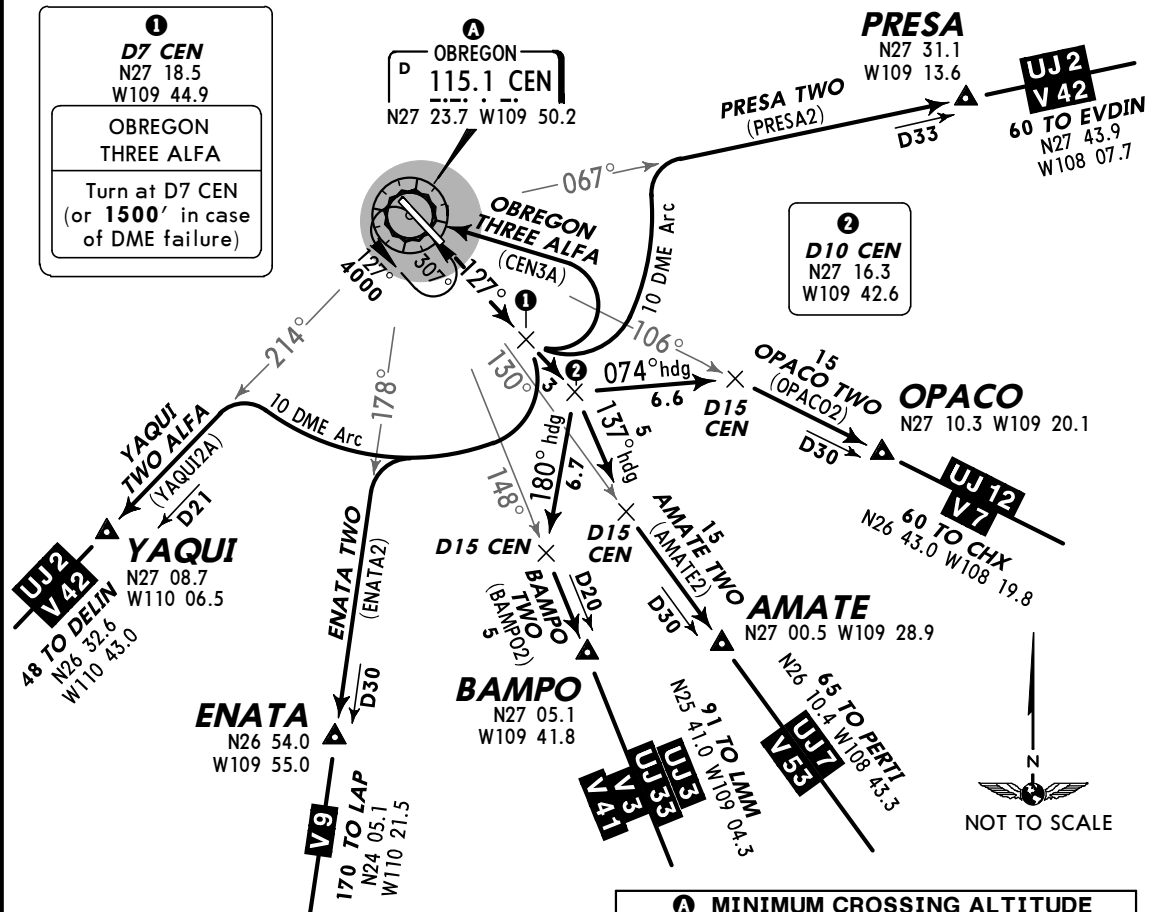 1
D7 CEN
N27 18.5
W109 44.9
OBREGON
THREE ALFA
Turn at D7 CEN
(or 1500' in case
of DME failure)
A
OBREGON
D 115.1 CEN
N27 23.7 W109 50.2
PRESA
N27 31.1
W109 13.6
UJ 2
V 42
60 TO EVDIN
N27 43.9
W108 07.7
PRESA TWO
(PRESA2)
D33
067°
OBREGON
THREE ALFA
(CEN3A)
10 DME Arc
2
D10 CEN
N27 16.3
W109 42.6
127°
4000
307°
127°
1
3
2
106°
130°
074°hdg
6.6
D15
CEN
15
OPACO TWO
(OPACO2)
D30
OPACO
N27 10.3 W109 20.1
UJ 12
V 7
60 TO CHX
N26 43.0 W108 19.8
214°
178°
10 DME Arc
YAQUI
TWO ALFA
(YAQUI2A)
D21
YAQUI
N27 08.7
W110 06.5
UJ 2
V 42
48 TO DELIN
N26 32.6
W110 43.0
ENATA TWO
(ENATA2)
D30
ENATA
N26 54.0
W109 55.0
V 9
170 TO LAP
N24 05.1
W110 21.5
148°
180° hdg
6.7
D15 CEN
BAMPO
TWO
(BAMPO2)
5
D20
BAMPO
N27 05.1
W109 41.8
91 TO LMM
N25 41.0 W109 04.3
UJ 3
UJ 33
V 3
V 41
5
137°hdg
D15
CEN
15
AMATE TWO
(AMATE2)
D30
AMATE
N27 00.5 W109 28.9
65 TO PERTI
N26 10.4 W108 43.3
UJ 7
V 53
N
NOT TO SCALE
A MINIMUM CROSSING ALTITUDE